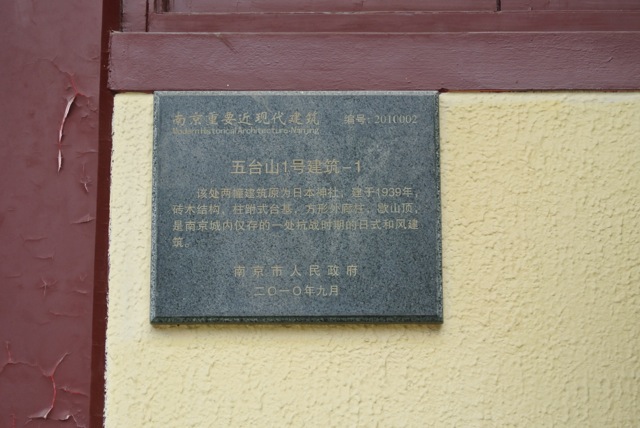 南京重要近现代建筑 编号: 2010002
Modern Historical Architecture-Nanjing
五台山1号建筑-1
该处两幢建筑原为日本神社，建于1939年，
砖木结构，柱跑式台基，方形外廊柱，歇山顶，
是南京城内仅存的一处抗战时期的日式和风建
筑。
南京市人民政府
二〇一〇年九月